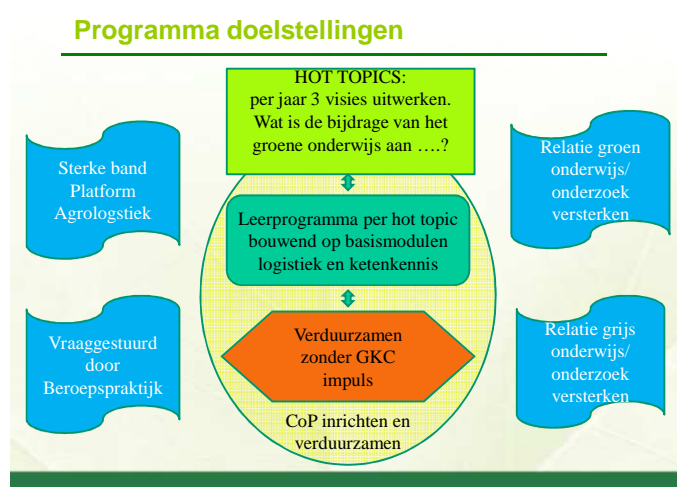 Programma doelstellingen
HOT TOPICS:
per jaar 3 visies uitwerken.
Wat is de bijdrage van het
groene onderwijs aan ….?
Sterke band
Platform
Agrologstiek
Relatie groen
onderwijs/
onderzoek
versterken
Leerprogramma per hot topic
bouwend op basismodulen
logistiek en ketenkennis
Vraaggestuurd
door
Beroepspraktijk
Verduurzamen
zonder GKC
impuls
Relatie grijs
onderwijs/
onderzoek
versterken
CoP inrichten en
verduurzamen